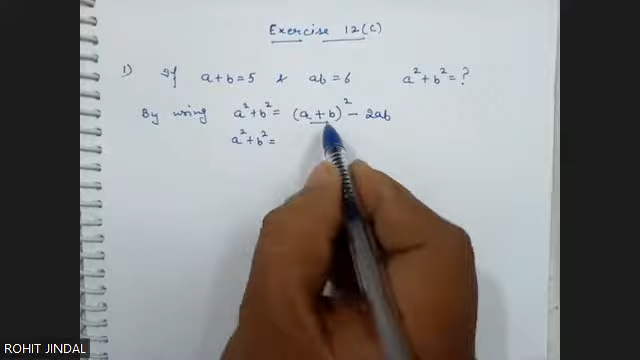 Exercise 12(C)
1) If a+b=5 & ab=6 a²+b²=?
By using a²+b²= (a+b)² - 2ab
a²+b²=
ROHIT JINDAL